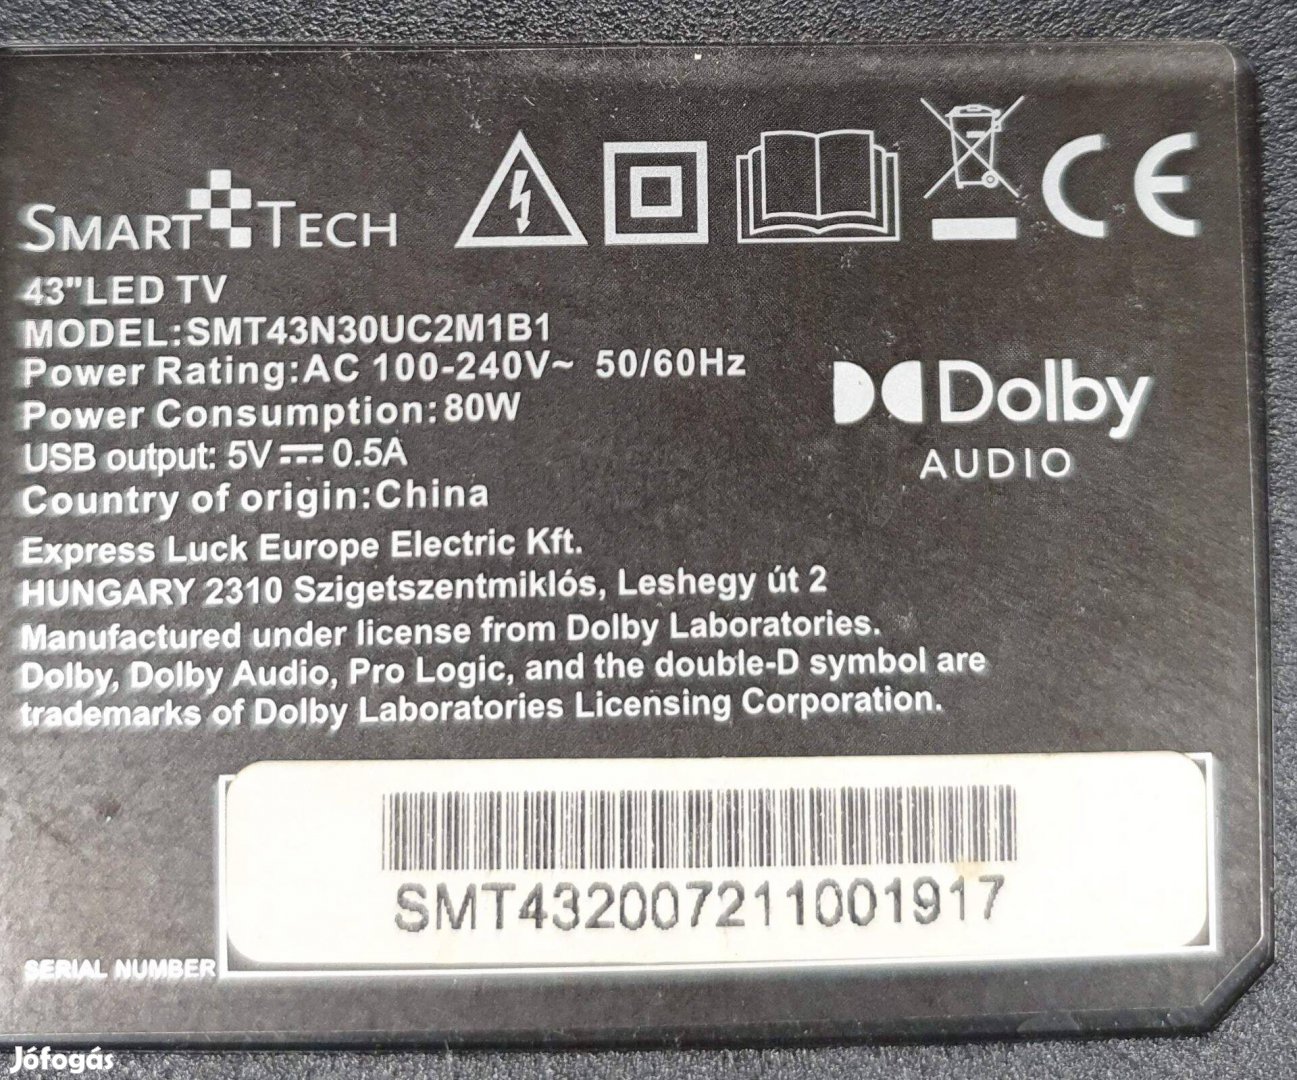 SMART TECH
43"LED TV
MODEL:SMT43N30UC2M1B1
Power Rating:AC 100-240V~ 50/60Hz
Power Consumption:80W
USB output: 5V⎓0.5A
Country of origin:China
Dolby
AUDIO
Express Luck Europe Electric Kft.
HUNGARY 2310 Szigetszentmiklós, Leshegy út 2
Manufactured under license from Dolby Laboratories.
Dolby, Dolby Audio, Pro Logic, and the double-D symbol are
trademarks of Dolby Laboratories Licensing Corporation.
SMT432007211001917
SERIAL NUMBER
Jófogás